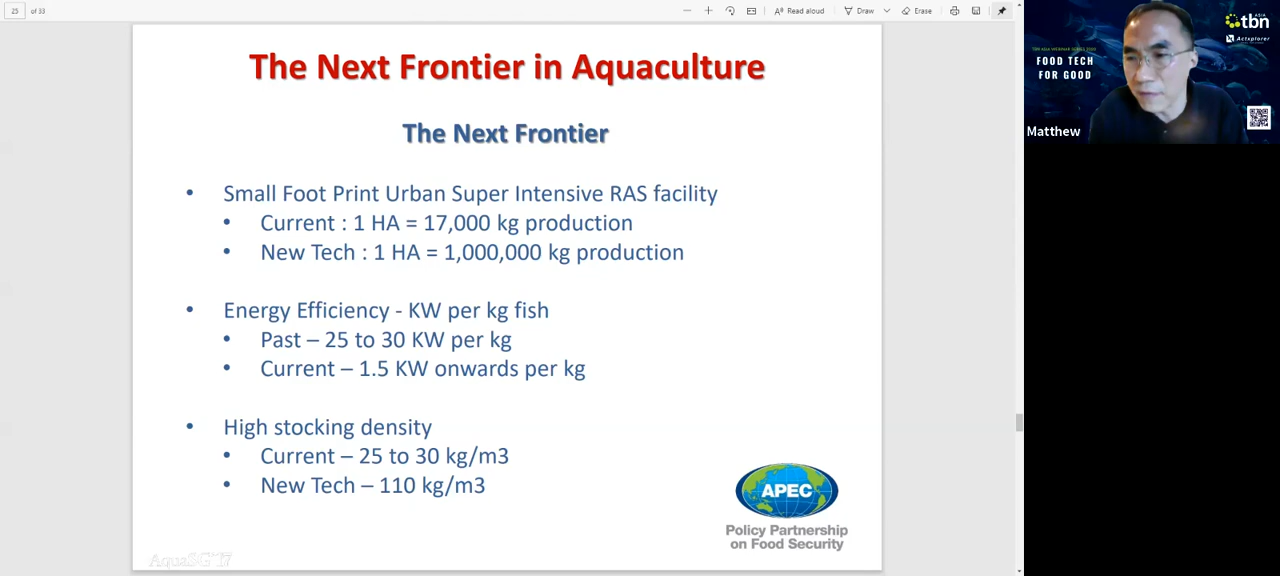 25 of 33
Read aloud
Draw
Erase
The Next Frontier in Aquaculture
The Next Frontier
• Small Foot Print Urban Super Intensive RAS facility
• Current : 1 HA = 17,000 kg production
• New Tech : 1 HA = 1,000,000 kg production
• Energy Efficiency - KW per kg fish
• Past – 25 to 30 KW per kg
• Current – 1.5 KW onwards per kg
• High stocking density
• Current – 25 to 30 kg/m3
• New Tech – 110 kg/m3
APEC
Policy Partnership
on Food Security
AquaSG'17
ASIA
tbn
Actxplorer
FOOD TECH
FOR GOOD
Matthew